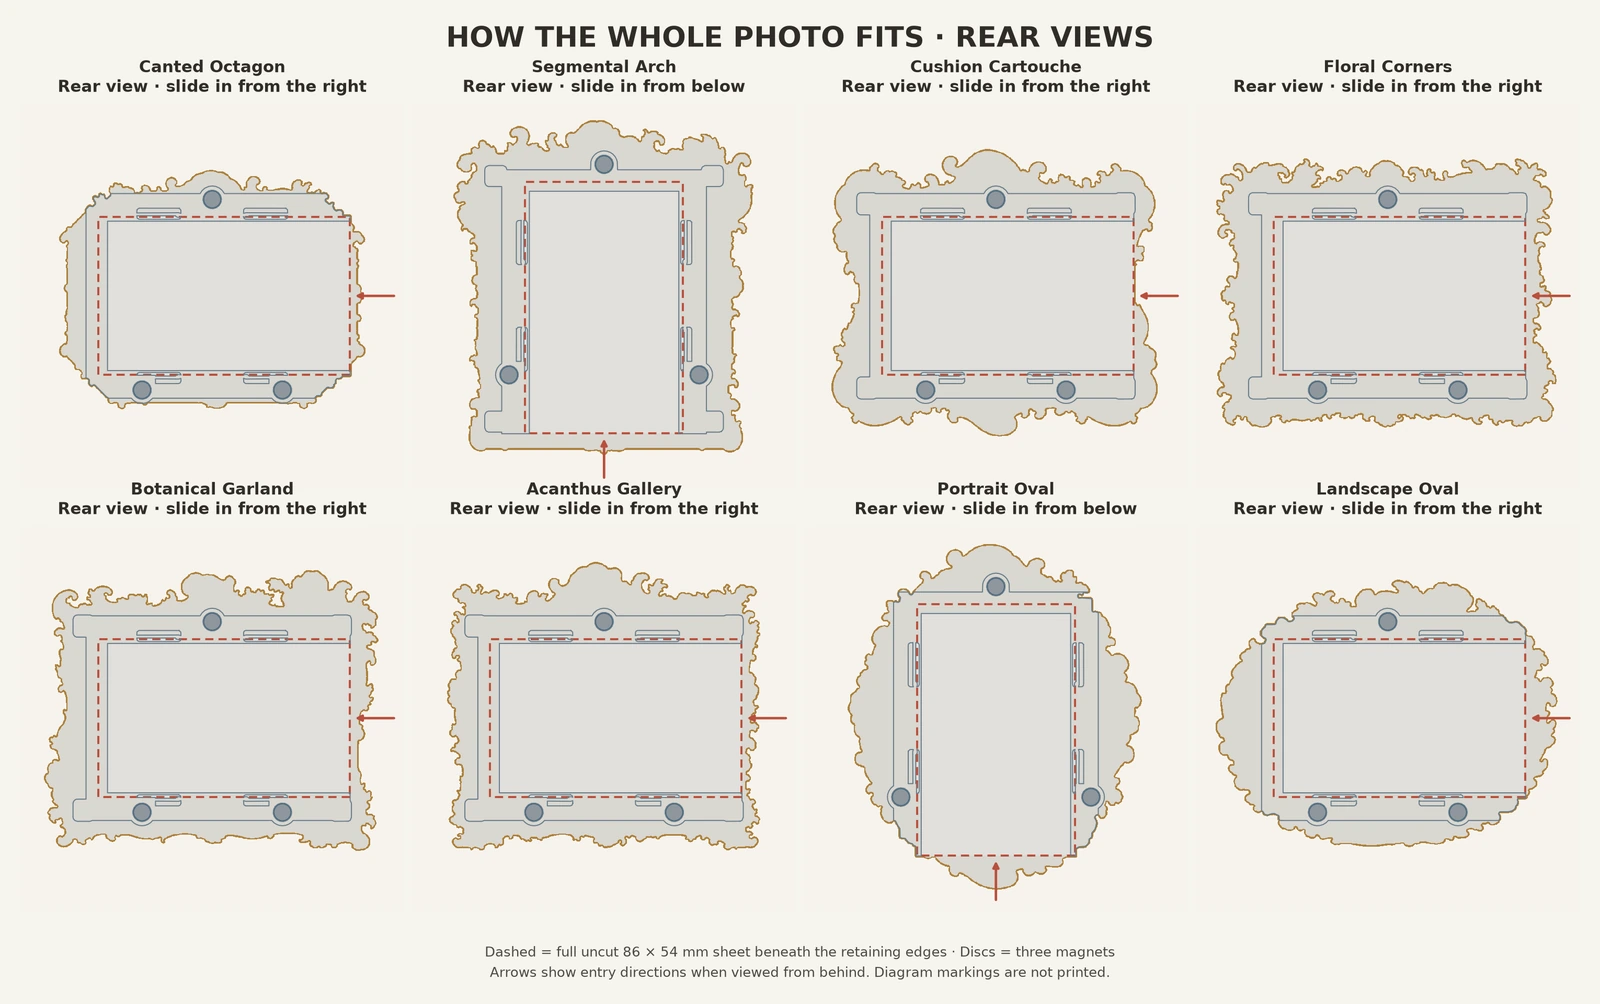 HOW THE WHOLE PHOTO FITS · REAR VIEWS
Canted Octagon
Rear view · slide in from the right
Segmental Arch
Rear view · slide in from below
Cushion Cartouche
Rear view · slide in from the right
Floral Corners
Rear view · slide in from the right
Botanical Garland
Rear view · slide in from the right
Acanthus Gallery
Rear view · slide in from the right
Portrait Oval
Rear view · slide in from below
Landscape Oval
Rear view · slide in from the right
Dashed = full uncut 86 × 54 mm sheet beneath the retaining edges · Discs = three magnets
Arrows show entry directions when viewed from behind. Diagram markings are not printed.